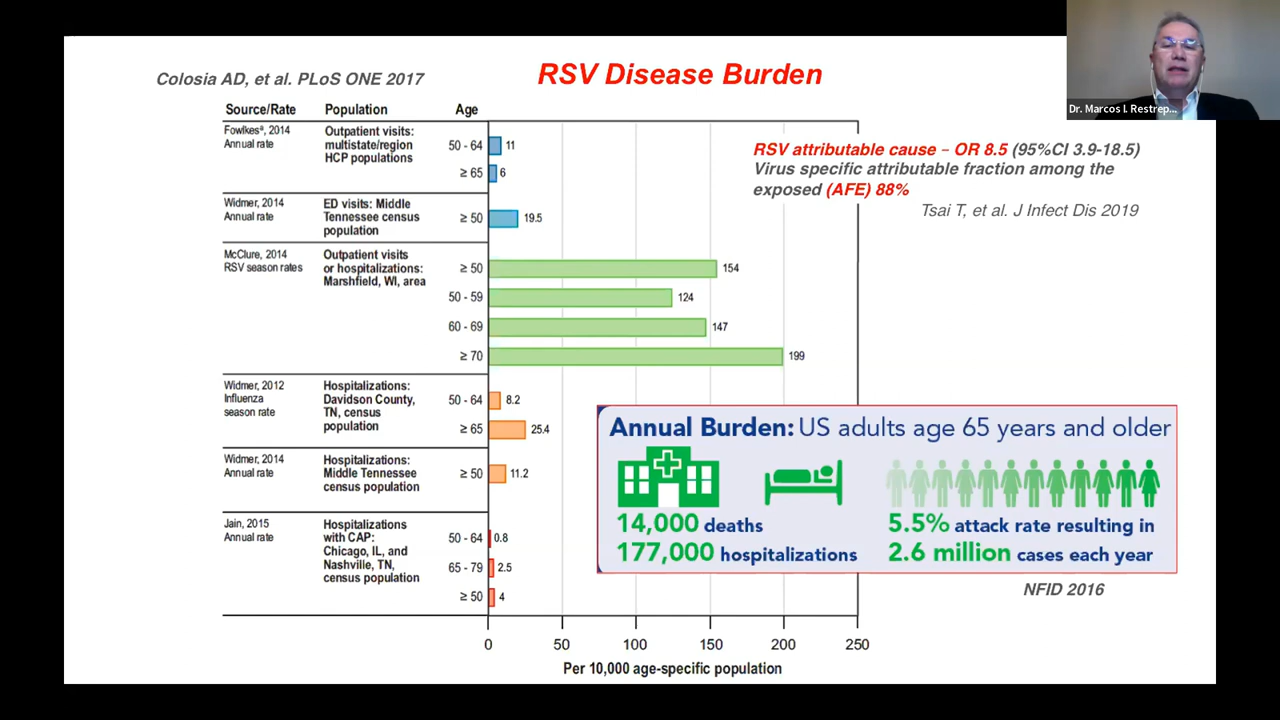 Colosia AD, et al. PLoS ONE 2017
RSV Disease Burden
Dr. Marcos I. Restrep...
Source/Rate Population Age
Fowlkesª, 2014
Annual rate
Outpatient visits:
multistate/region
HCP populations
50 - 64 11
≥ 65 6
Widmer, 2014
Annual rate
ED visits: Middle
Tennessee census
population
≥ 50 19.5
McClure, 2014
RSV season rates
Outpatient visits
or hospitalizations:
Marshfield, WI, area
≥ 50 154
50 - 59 124
60 - 69 147
≥ 70 199
Widmer, 2012
Influenza
season rate
Hospitalizations:
Davidson County,
TN, census
population
50 - 64 8.2
≥ 65 25.4
Widmer, 2014
Annual rate
Hospitalizations:
Middle Tennessee
census population
≥ 50 11.2
Jain, 2015
Annual rate
Hospitalizations
with CAP:
Chicago, IL, and
Nashville, TN,
census population
50 - 64 0.8
65 - 79 2.5
≥ 50 4
0 50 100 150 200 250
Per 10,000 age-specific population
RSV attributable cause – OR 8.5 (95%CI 3.9-18.5)
Virus specific attributable fraction among the
exposed (AFE) 88%
Tsai T, et al. J Infect Dis 2019
Annual Burden: US adults age 65 years and older
14,000 deaths
177,000 hospitalizations
5.5% attack rate resulting in
2.6 million cases each year
NFID 2016